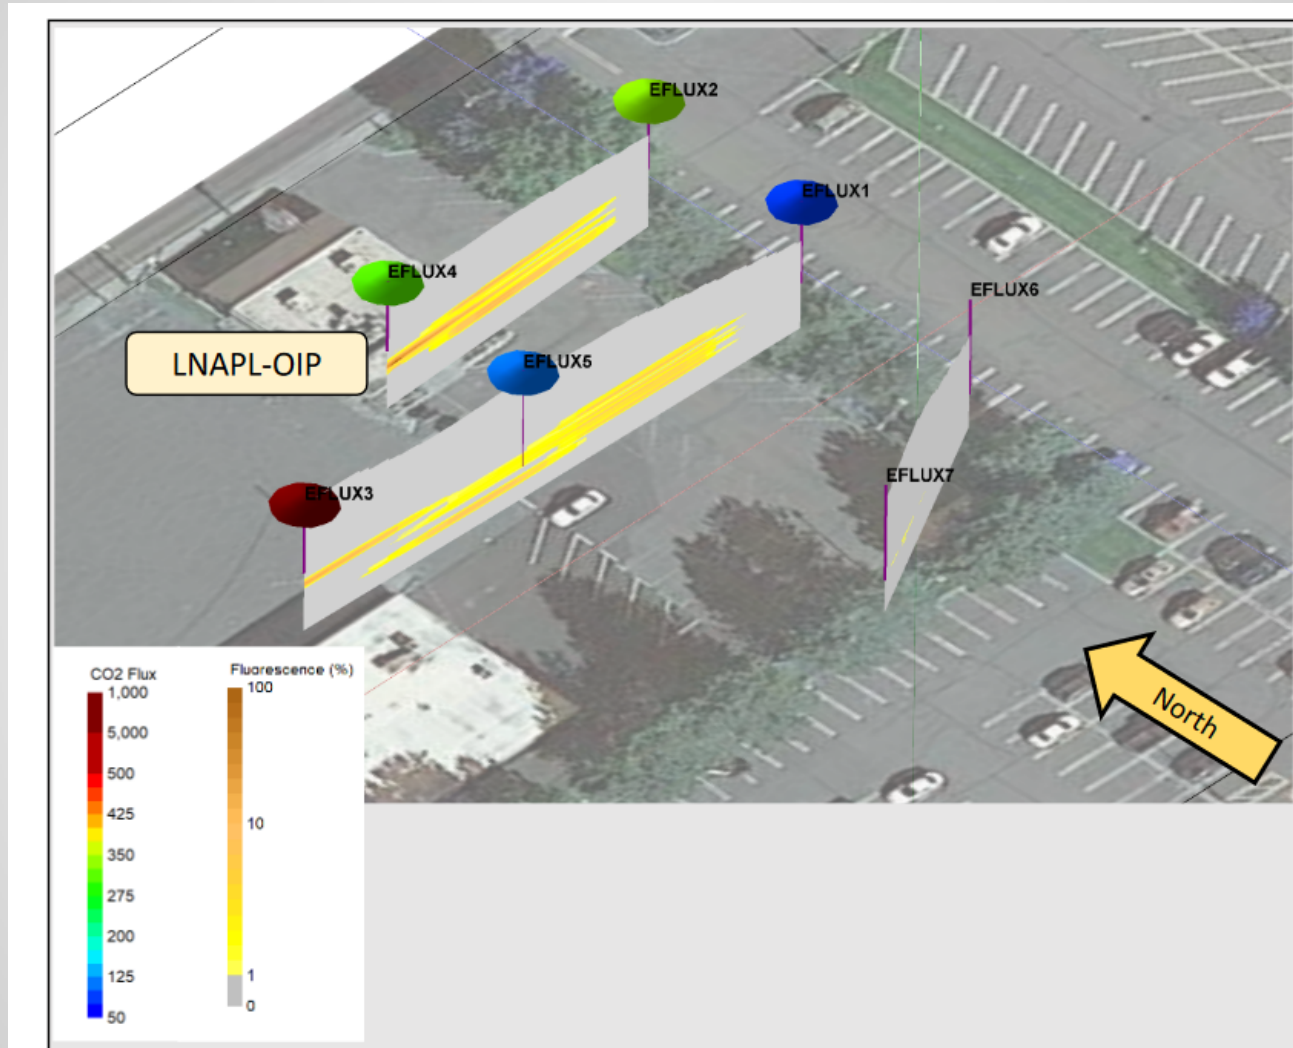 EFLUX2
EFLUX1
EFLUX4
EFLUX6
LNAPL-OIP
EFLUX5
EFLUX7
EFLUX3
North
CO2 Flux
1,000
5,000
500
425
350
275
200
125
50
Fluorescence (%)
100
10
1
0